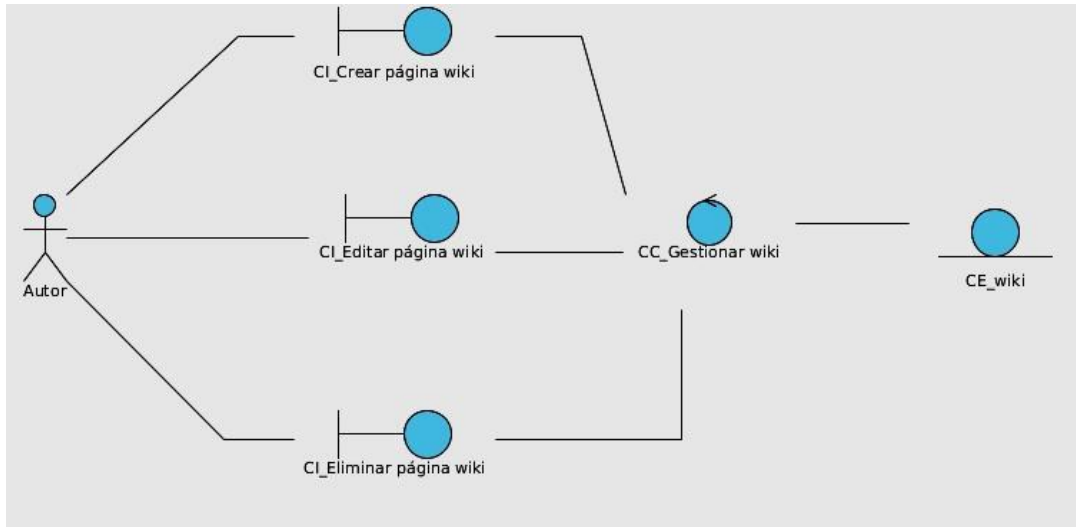 CI_Crear página wiki
CI_Editar página wiki
CC_Gestionar wiki
CE_wiki
Autor
CI_Eliminar página wiki